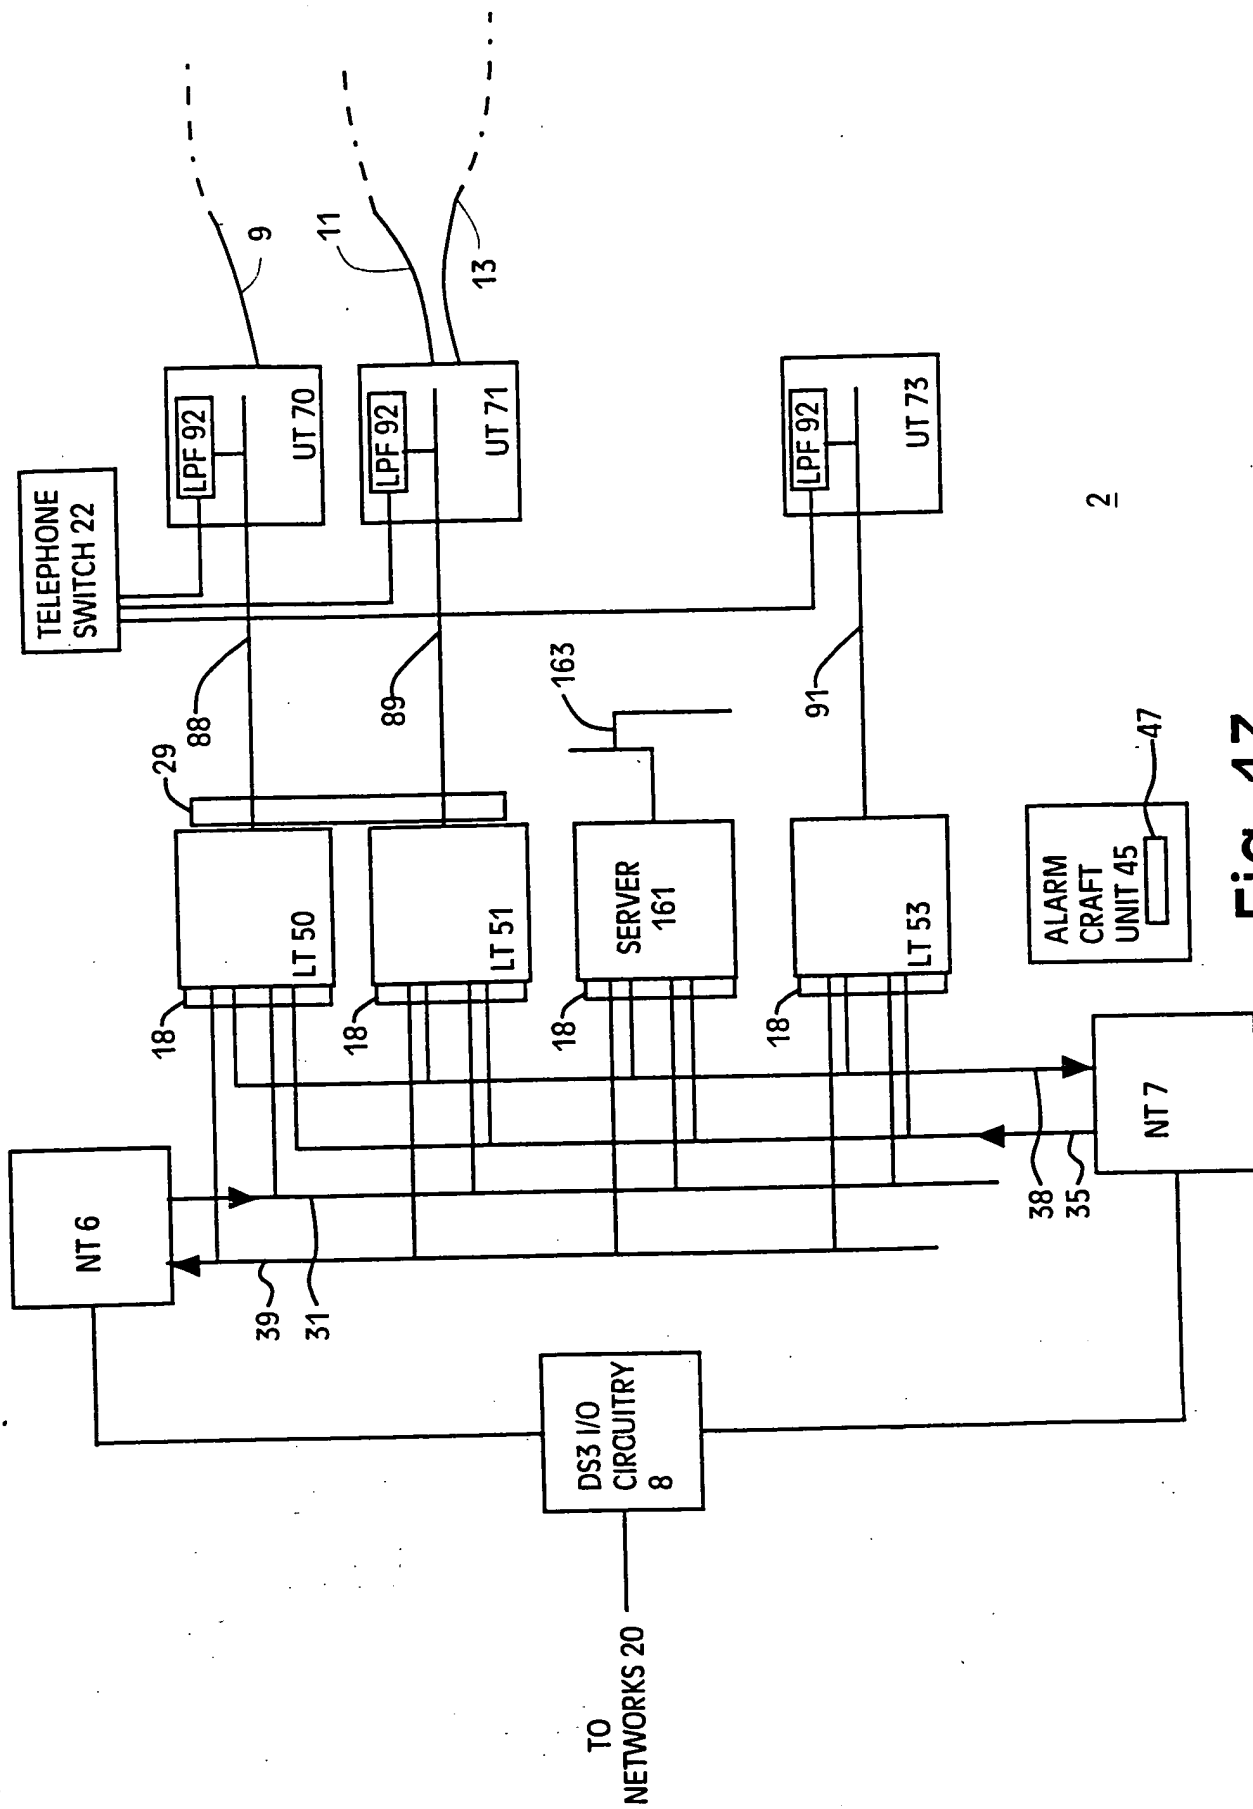 TELEPHONE
SWITCH 22
9
11
13
LPF 92
UT 70
LPF 92
UT 71
LPF 92
UT 73
88
89
91
29
163
2
LT 50
LT 51
SERVER
161
LT 53
ALARM
CRAFT
UNIT 45
47
18
18
18
18
NT 6
NT 7
39
31
38
35
DS3 I/O
CIRCUITRY
8
TO
NETWORKS 20
Fig.